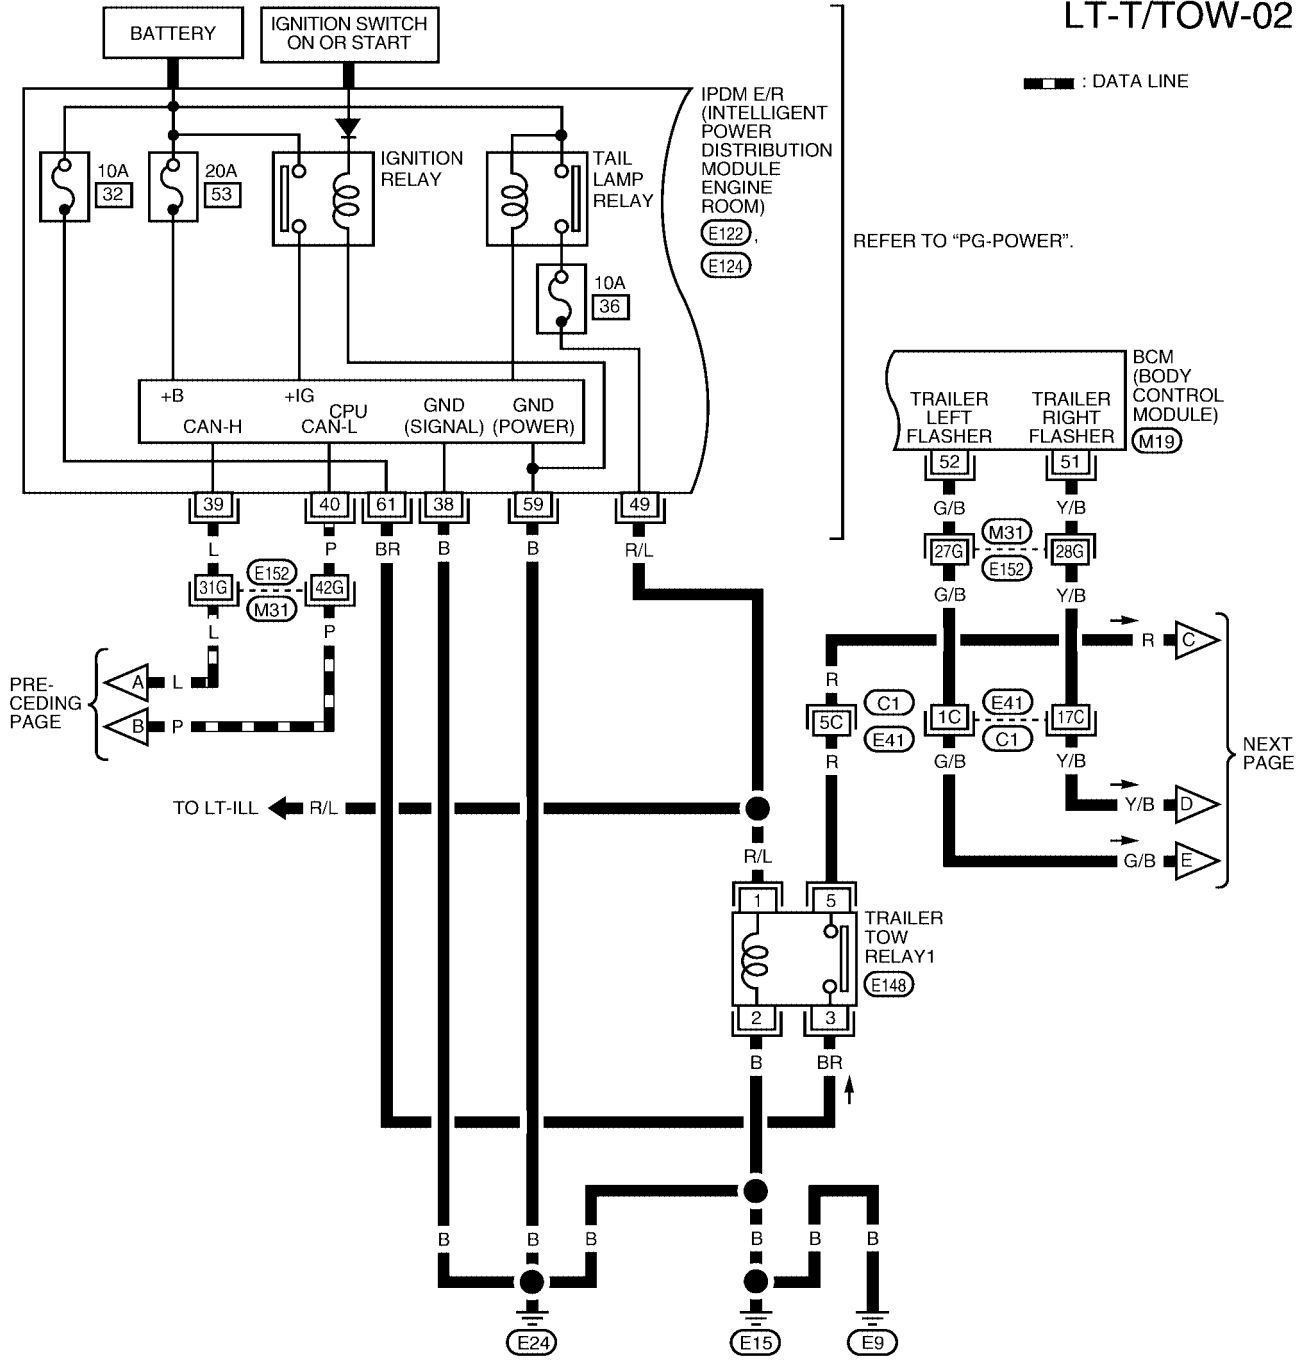 LT-T/TOW-02
BATTERY
IGNITION SWITCH
ON OR START
: DATA LINE
IPDM E/R
(INTELLIGENT
POWER
DISTRIBUTION
MODULE
ENGINE
ROOM)
E122 ,
E124
10A
32
20A
53
IGNITION
RELAY
TAIL
LAMP
RELAY
10A
36
REFER TO “PG-POWER”.
BCM
(BODY
CONTROL
MODULE)
M19
TRAILER
LEFT
FLASHER
TRAILER
RIGHT
FLASHER
52
51
+B
+IG
CPU
CAN-H
CAN-L
GND
(SIGNAL)
GND
(POWER)
39
40
61
38
59
49
L
P
BR
B
B
R/L
G/B
Y/B
27G
M31
E152
28G
G/B
Y/B
31G
E152
M31
42G
L
P
PRE-
CEDING
PAGE
A
L
B
P
R
C
R
5C
C1
E41
1C
E41
C1
17C
R
G/B
Y/B
NEXT
PAGE
Y/B
D
G/B
E
TO LT-ILL
R/L
R/L
1
5
TRAILER
TOW
RELAY1
E148
2
3
B
BR
B
B
B
B
B
B
E24
E15
E9